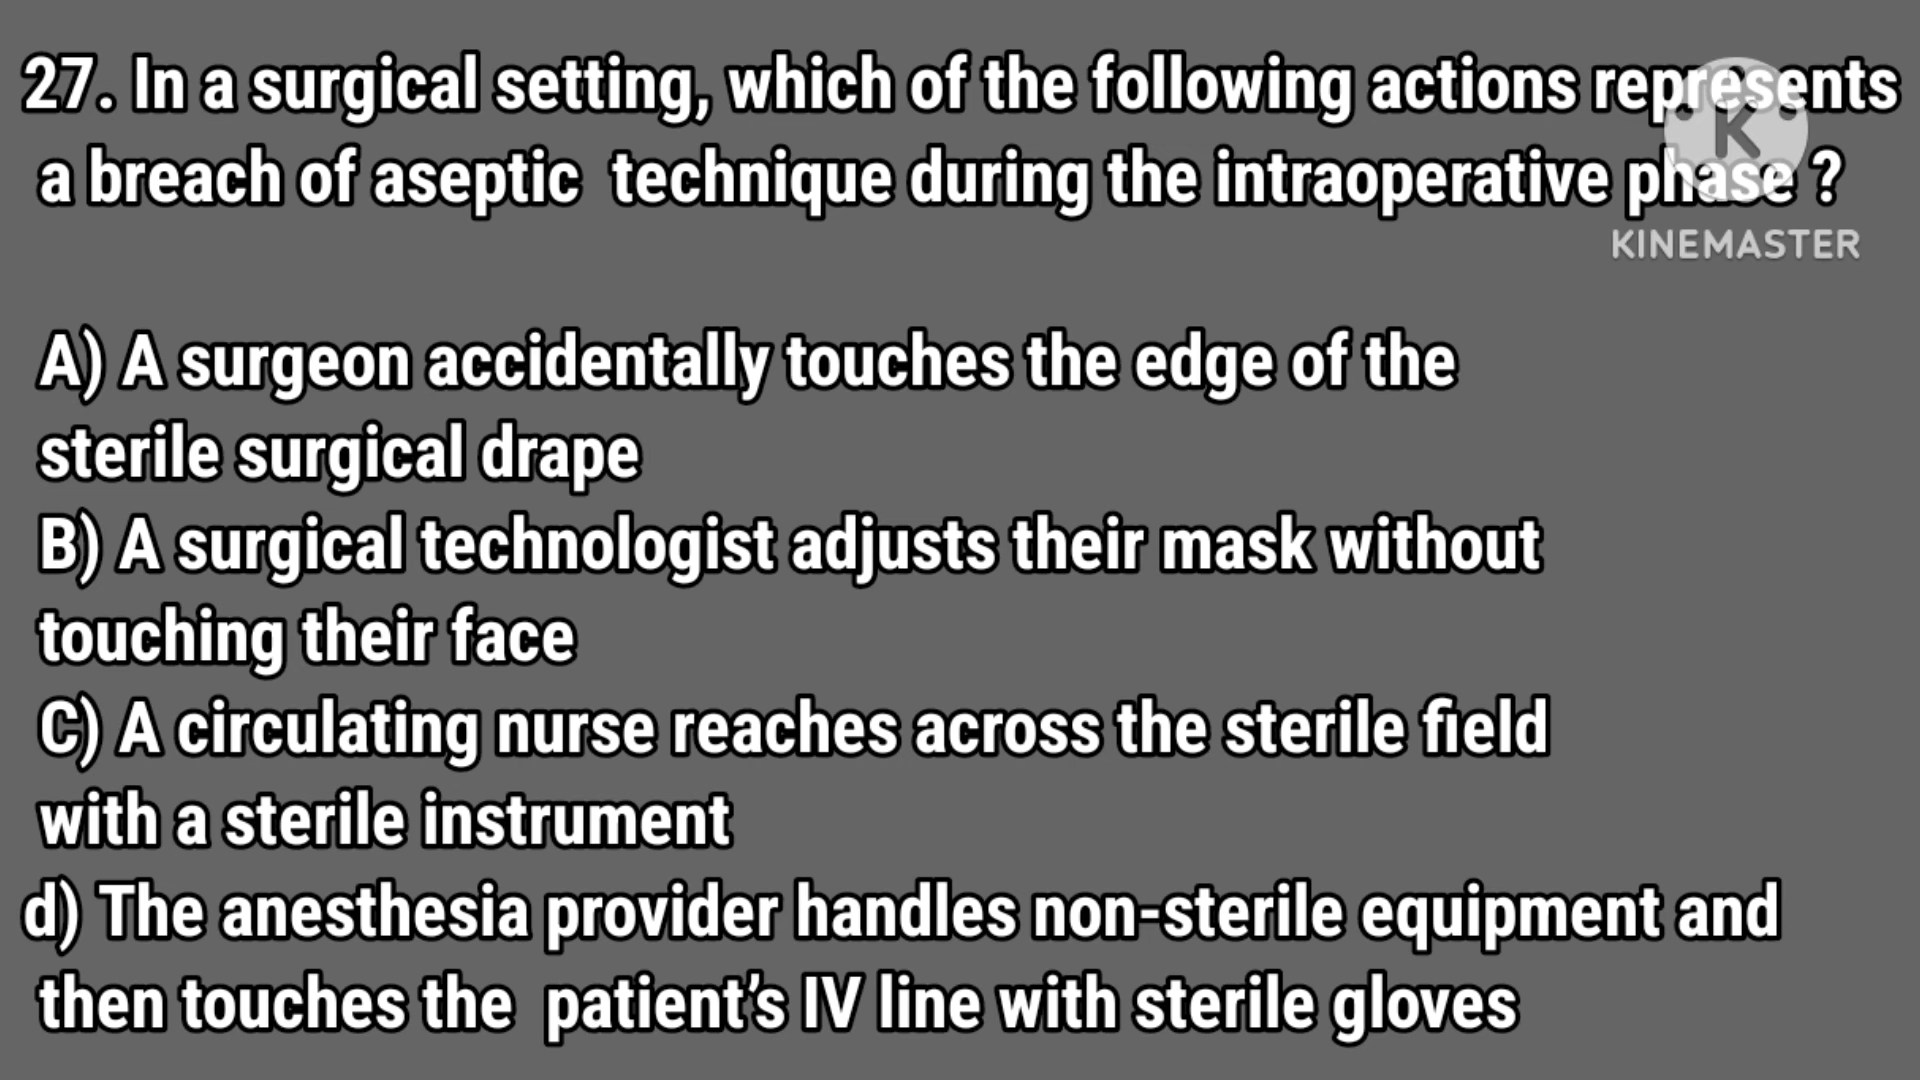 27. In a surgical setting, which of the following actions represents
a breach of aseptic technique during the intraoperative phase ?
K
KINEMASTER
A) A surgeon accidentally touches the edge of the
sterile surgical drape
B) A surgical technologist adjusts their mask without
touching their face
C) A circulating nurse reaches across the sterile field
with a sterile instrument
d) The anesthesia provider handles non-sterile equipment and
then touches the patient’s IV line with sterile gloves